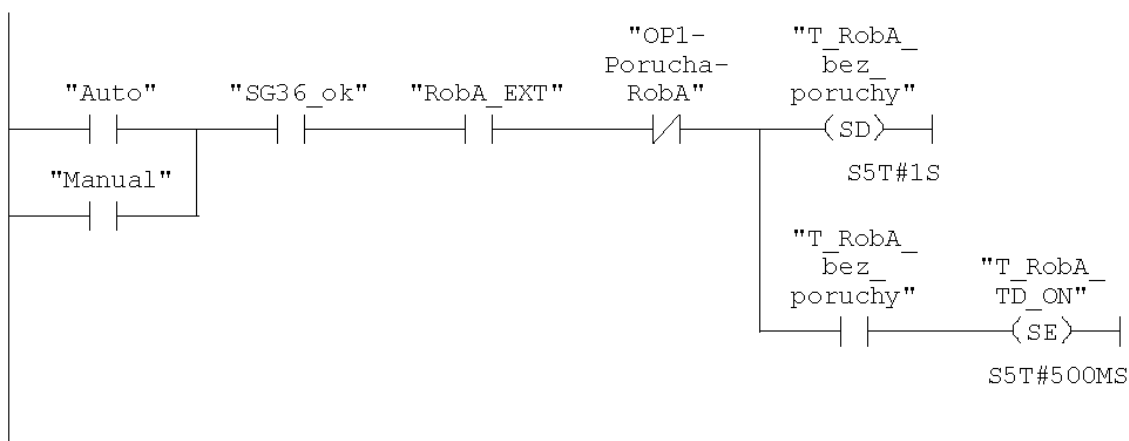 "OP1-
Porucha-
RobA"
"T_RobA_
bez_
poruchy"
"Auto"
"SG36_ok"
"RobA_EXT"
(SD)
S5T#1S
"Manual"
"T_RobA_
bez_
poruchy"
"T_RobA_
TD_ON"
(SE)
S5T#500MS